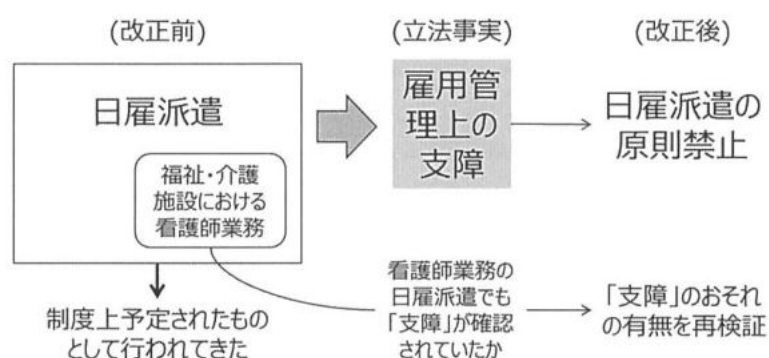 (改正前)
日雇派遣
福祉・介護
施設における
看護師業務
制度上予定されたもの
として行われてきた
(立法事実)
雇用管
理上の
支障
看護師業務の
日雇派遣でも
「支障」が確認
されていたか
(改正後)
日雇派遣の
原則禁止
「支障」のおそれ
の有無を再検証